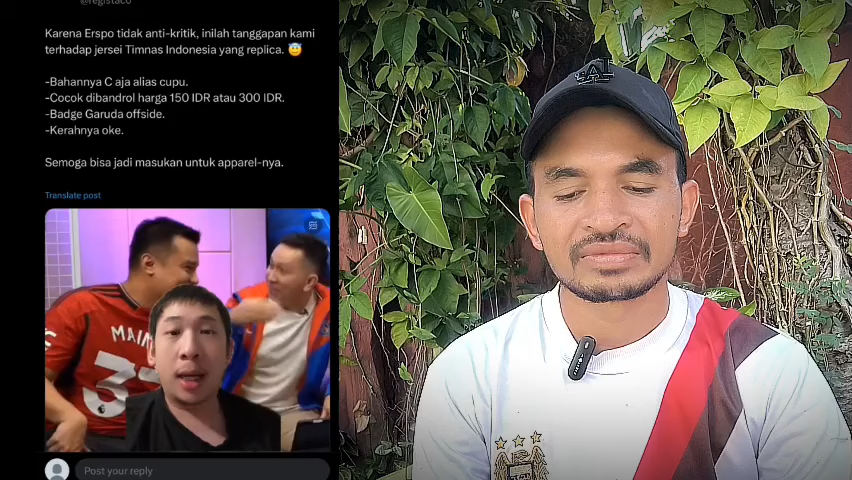 @registaco
Karena Erspo tidak anti-kritik, inilah tanggapan kami
terhadap jersei Timnas Indonesia yang replica.
-Bahannya C aja alias cupu.
-Cocok dibandrol harga 150 IDR atau 300 IDR.
-Badge Garuda offside.
-Kerahnya oke.
Semoga bisa jadi masukan untuk apparel-nya.
Translate post
MAIN
Post your reply